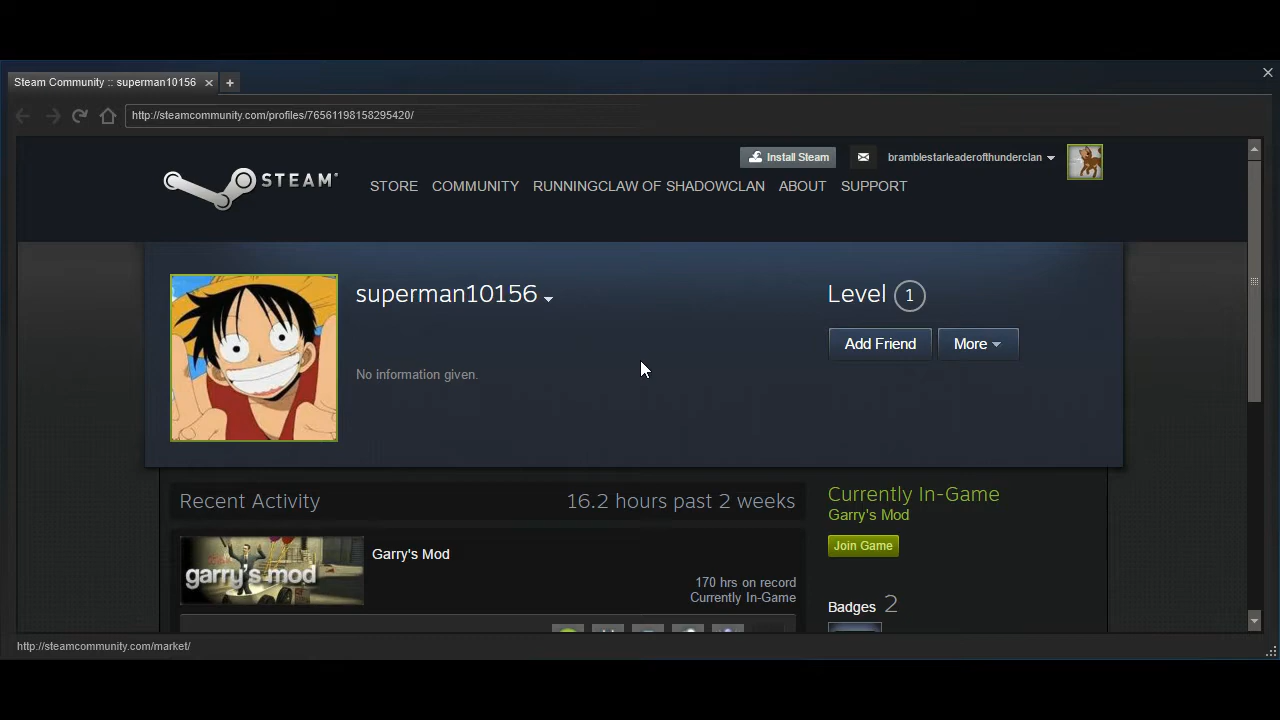 Steam Community :: superman10156
http://steamcommunity.com/profiles/76561198158295420/
Install Steam
bramblestarleaderofthunderclan
STEAM
STORE COMMUNITY RUNNINGCLAW OF SHADOWCLAN ABOUT SUPPORT
superman10156
Level 1
Add Friend
More
No information given.
Recent Activity
16.2 hours past 2 weeks
Currently In-Game
Garry's Mod
Join Game
garry's mod
Garry's Mod
170 hrs on record
Currently In-Game
Badges 2
http://steamcommunity.com/market/